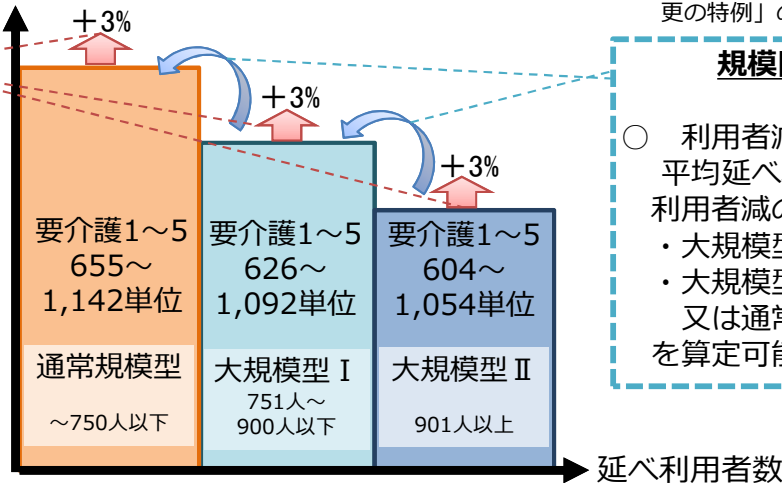 更の特例」の
+3%
+3%
+3%
要介護1～5
655～
1,142単位
通常規模型
～750人以下
要介護1～5
626～
1,092単位
大規模型Ⅰ
751人～
900人以下
要介護1～5
604～
1,054単位
大規模型Ⅱ
901人以上
延べ利用者数
規模
○ 利用者減
平均延べ
利用者減の
・大規模型
・大規模型
又は通常
を算定可能